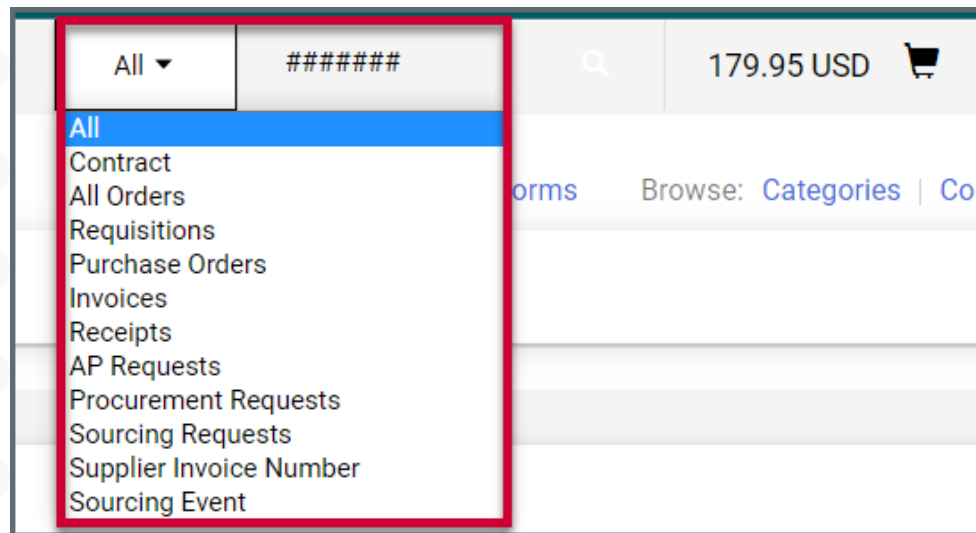 All ####### 179.95 USD
All
Contract
All Orders
orms Browse: Categories | Co
Requisitions
Purchase Orders
Invoices
Receipts
AP Requests
Procurement Requests
Sourcing Requests
Supplier Invoice Number
Sourcing Event